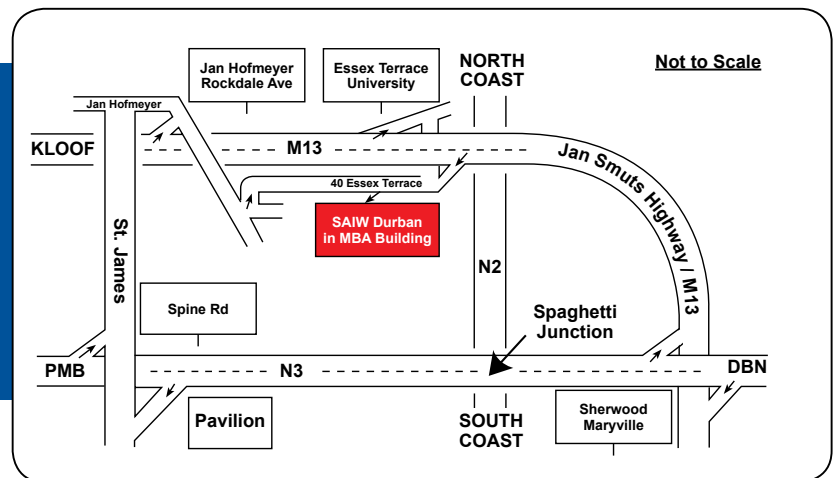 Jan Hofmeyer
Rockdale Ave
Essex Terrace
University
NORTH
COAST
Not to Scale
Jan Hofmeyer
KLOOF
M13
Jan Smuts Highway / M13
40 Essex Terrace
SAIW Durban
in MBA Building
St. James
N2
Spine Rd
Spaghetti
Junction
PMB
N3
DBN
Pavilion
SOUTH
COAST
Sherwood
Maryville